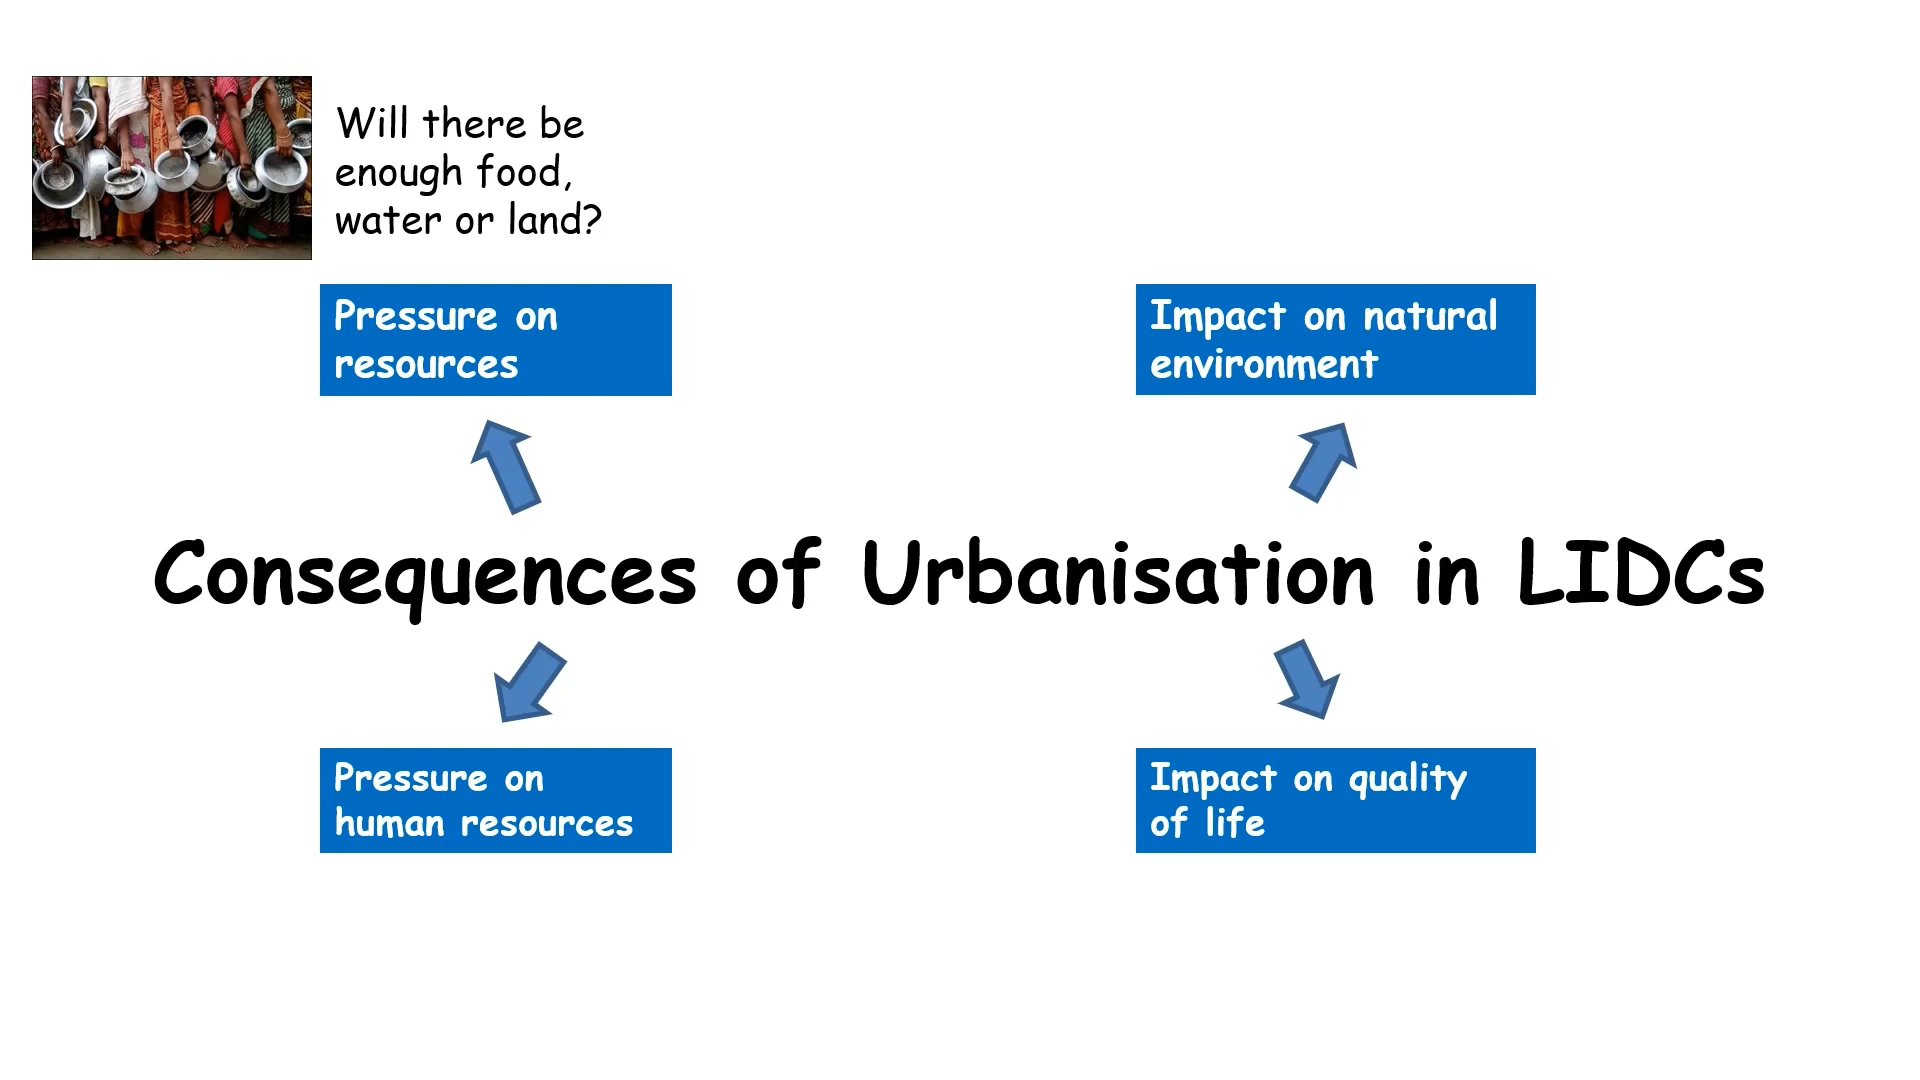 Will there be
enough food,
water or land?
Pressure on
resources
Impact on natural
environment
Consequences of Urbanisation in LIDCs
Pressure on
human resources
Impact on quality
of life